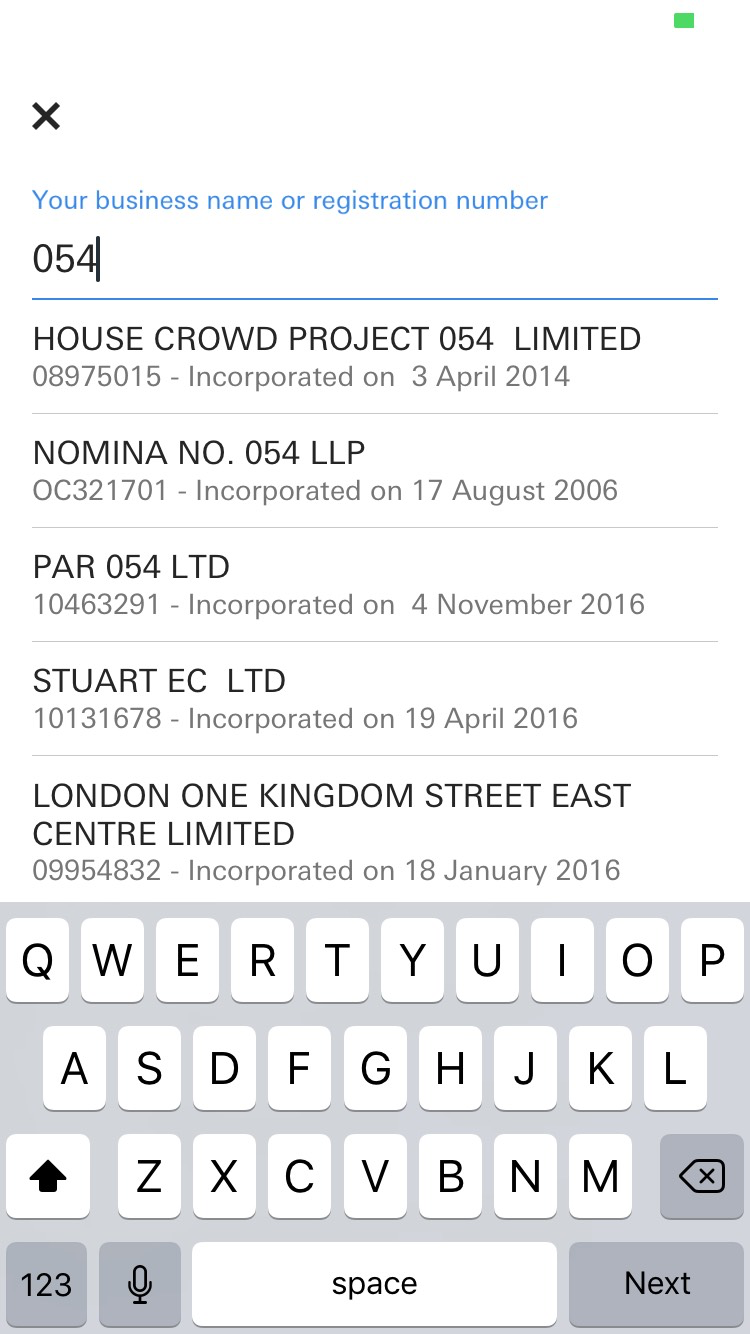 Your business name or registration number
054
HOUSE CROWD PROJECT 054  LIMITED
08975015 - Incorporated on  3 April 2014
NOMINA NO. 054 LLP
OC321701 - Incorporated on 17 August 2006
PAR 054 LTD
10463291 - Incorporated on  4 November 2016
STUART EC  LTD
10131678 - Incorporated on 19 April 2016
LONDON ONE KINGDOM STREET EAST
CENTRE LIMITED
09954832 - Incorporated on 18 January 2016
Q W E R T Y U I O P
A S D F G H J K L
Z X C V B N M
123 space Next